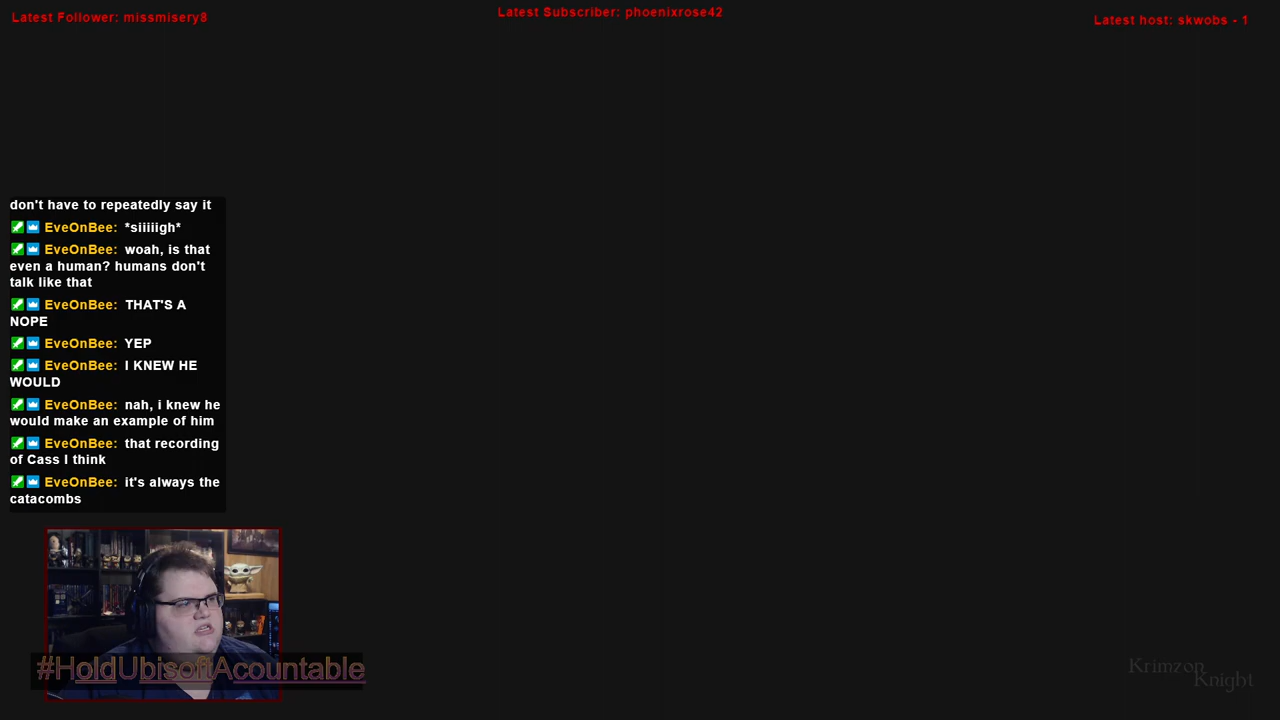 Latest Follower: missmisery8
Latest Subscriber: phoenixrose42
Latest host: skwobs - 1
don't have to repeatedly say it
EveOnBee: *siiiiigh*
EveOnBee: woah, is that
even a human? humans don't
talk like that
EveOnBee: THAT'S A
NOPE
EveOnBee: YEP
EveOnBee: I KNEW HE
WOULD
EveOnBee: nah, i knew he
would make an example of him
EveOnBee: that recording
of Cass I think
EveOnBee: it's always the
catacombs
#HoldUbisoftAcountable
Krimzon
Knight